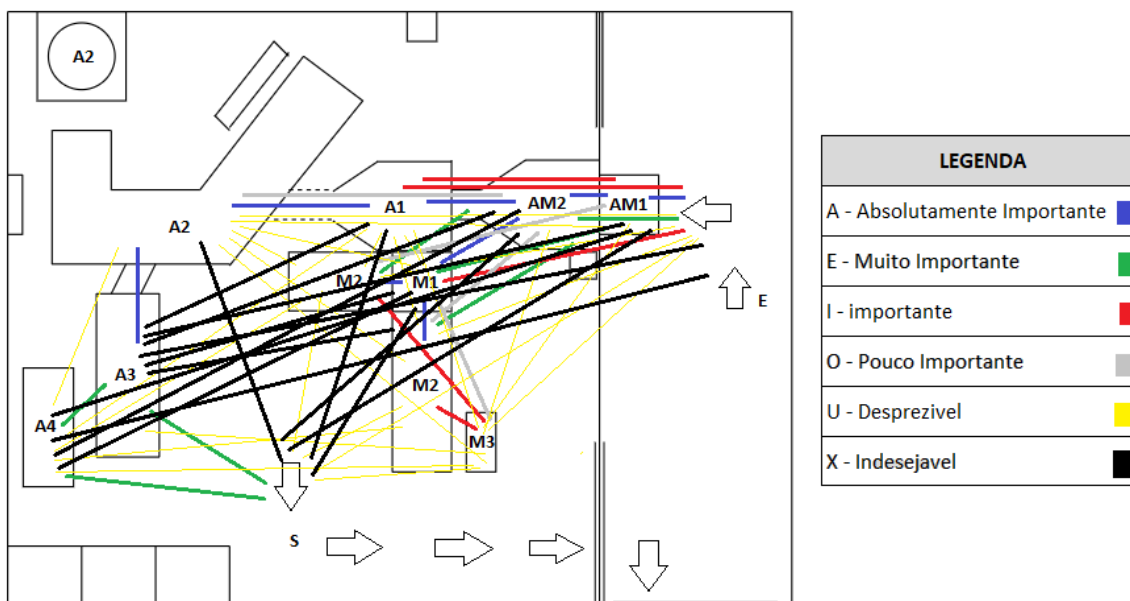 A2
A2
A1
AM2
AM1
M2
M1
E
A3
M2
A4
M3
S
LEGENDA
A - Absolutamente Importante
E - Muito Importante
I - importante
O - Pouco Importante
U - Desprezivel
X - Indesejavel